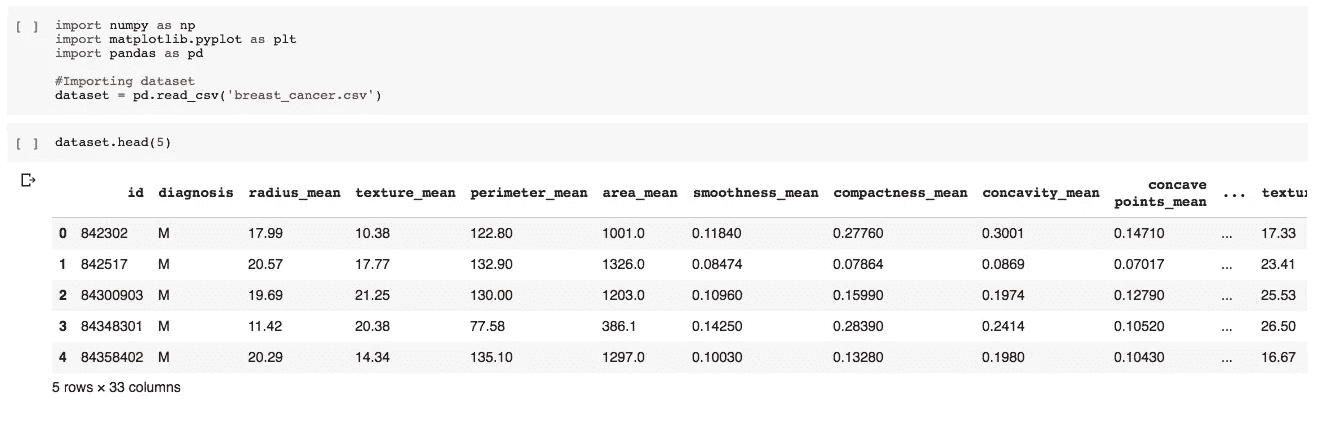 [ ] import numpy as np
import matplotlib.pyplot as plt
import pandas as pd
#Importing dataset
dataset = pd.read_csv('breast_cancer.csv')
[ ] dataset.head(5)
id diagnosis radius_mean texture_mean perimeter_mean area_mean smoothness_mean compactness_mean concavity_mean concave points_mean ... textu
0 842302 M 17.99 10.38 122.80 1001.0 0.11840 0.27760 0.3001 0.14710 ... 17.33
1 842517 M 20.57 17.77 132.90 1326.0 0.08474 0.07864 0.0869 0.07017 ... 23.41
2 84300903 M 19.69 21.25 130.00 1203.0 0.10960 0.15990 0.1974 0.12790 ... 25.53
3 84348301 M 11.42 20.38 77.58 386.1 0.14250 0.28390 0.2414 0.10520 ... 26.50
4 84358402 M 20.29 14.34 135.10 1297.0 0.10030 0.13280 0.1980 0.10430 ... 16.67
5 rows × 33 columns